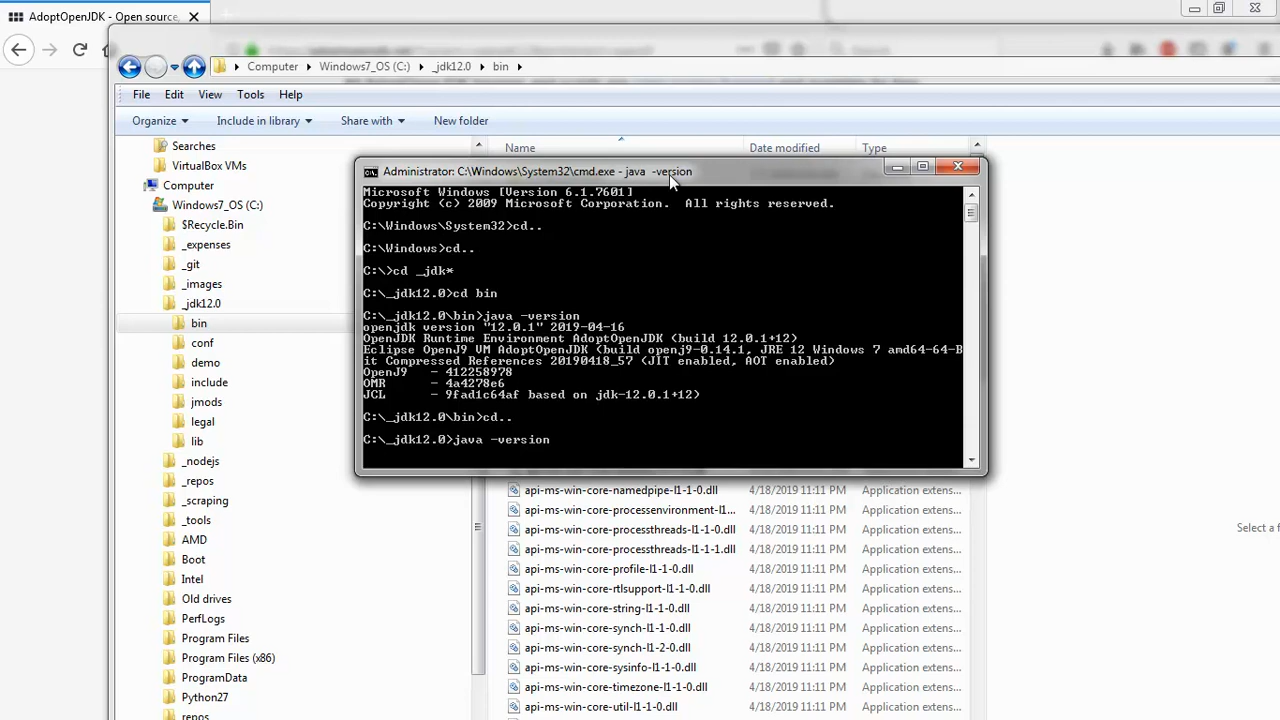 AdoptOpenJDK - Open source,
Computer
Windows7_OS (C:)
_jdk12.0
bin
File
Edit
View
Tools
Help
Organize
Include in library
Share with
New folder
Searches
VirtualBox VMs
Computer
Windows7_OS (C:)
$Recycle.Bin
_expenses
_git
_images
_jdk12.0
bin
conf
demo
include
jmods
legal
lib
_nodejs
_repos
_scraping
_tools
AMD
Boot
Intel
Old drives
PerfLogs
Program Files
Program Files (x86)
ProgramData
Python27
repos
Name
Date modified
Type
Administrator: C:\Windows\System32\cmd.exe - java -version
Microsoft Windows [Version 6.1.7601]
Copyright (c) 2009 Microsoft Corporation. All rights reserved.
C:\Windows\System32>cd..
C:\Windows>cd..
C:\>cd _jdk*
C:\_jdk12.0>cd bin
C:\_jdk12.0\bin>java -version
openjdk version "12.0.1" 2019-04-16
OpenJDK Runtime Environment AdoptOpenJDK (build 12.0.1+12)
Eclipse OpenJ9 VM AdoptOpenJDK (build openj9-0.14.1, JRE 12 Windows 7 amd64-64-B
it Compressed References 20190418_57 (JIT enabled, AOT enabled)
OpenJ9 - 412258978
OMR - 4a4278e6
JCL - 9fad1c64af based on jdk-12.0.1+12)
C:\_jdk12.0\bin>cd..
C:\_jdk12.0>java -version
api-ms-win-core-namedpipe-l1-1-0.dll 4/18/2019 11:11 PM Application extens...
api-ms-win-core-processenvironment-l1... 4/18/2019 11:11 PM Application extens...
api-ms-win-core-processthreads-l1-1-0.dll 4/18/2019 11:11 PM Application extens...
api-ms-win-core-processthreads-l1-1-1.dll 4/18/2019 11:11 PM Application extens...
api-ms-win-core-profile-l1-1-0.dll 4/18/2019 11:11 PM Application extens...
api-ms-win-core-rtlsupport-l1-1-0.dll 4/18/2019 11:11 PM Application extens...
api-ms-win-core-string-l1-1-0.dll 4/18/2019 11:11 PM Application extens...
api-ms-win-core-synch-l1-1-0.dll 4/18/2019 11:11 PM Application extens...
api-ms-win-core-synch-l1-2-0.dll 4/18/2019 11:11 PM Application extens...
api-ms-win-core-sysinfo-l1-1-0.dll 4/18/2019 11:11 PM Application extens...
api-ms-win-core-timezone-l1-1-0.dll 4/18/2019 11:11 PM Application extens...
api-ms-win-core-util-l1-1-0.dll 4/18/2019 11:11 PM Application extens...
Select a f